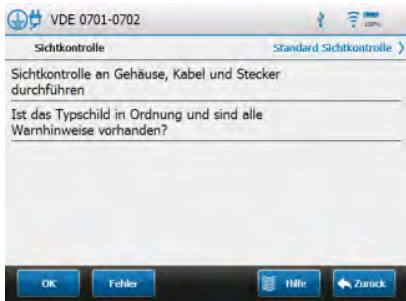 VDE 0701-0702
100%
Sichtkontrolle
Standard Sichtkontrolle
Sichtkontrolle an Gehäuse, Kabel und Stecker
durchführen
Ist das Typschild in Ordnung und sind alle
Warnhinweise vorhanden?
OK
Fehler
Hilfe
Zurück